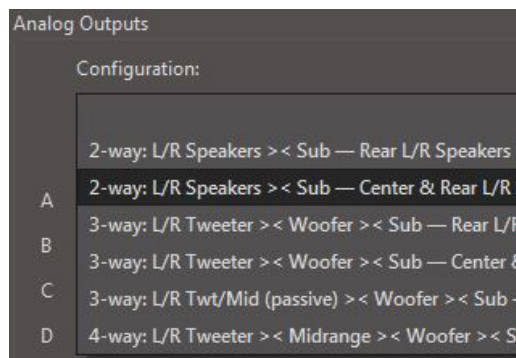 Analog Outputs
Configuration:
2-way: L/R Speakers >< Sub — Rear L/R Speakers
2-way: L/R Speakers >< Sub — Center & Rear L/R
A
3-way: L/R Tweeter >< Woofer >< Sub — Rear L/
B
3-way: L/R Tweeter >< Woofer >< Sub — Center
C
3-way: L/R Twt/Mid (passive) >< Woofer >< Sub
D
4-way: L/R Tweeter >< Midrange >< Woofer ><